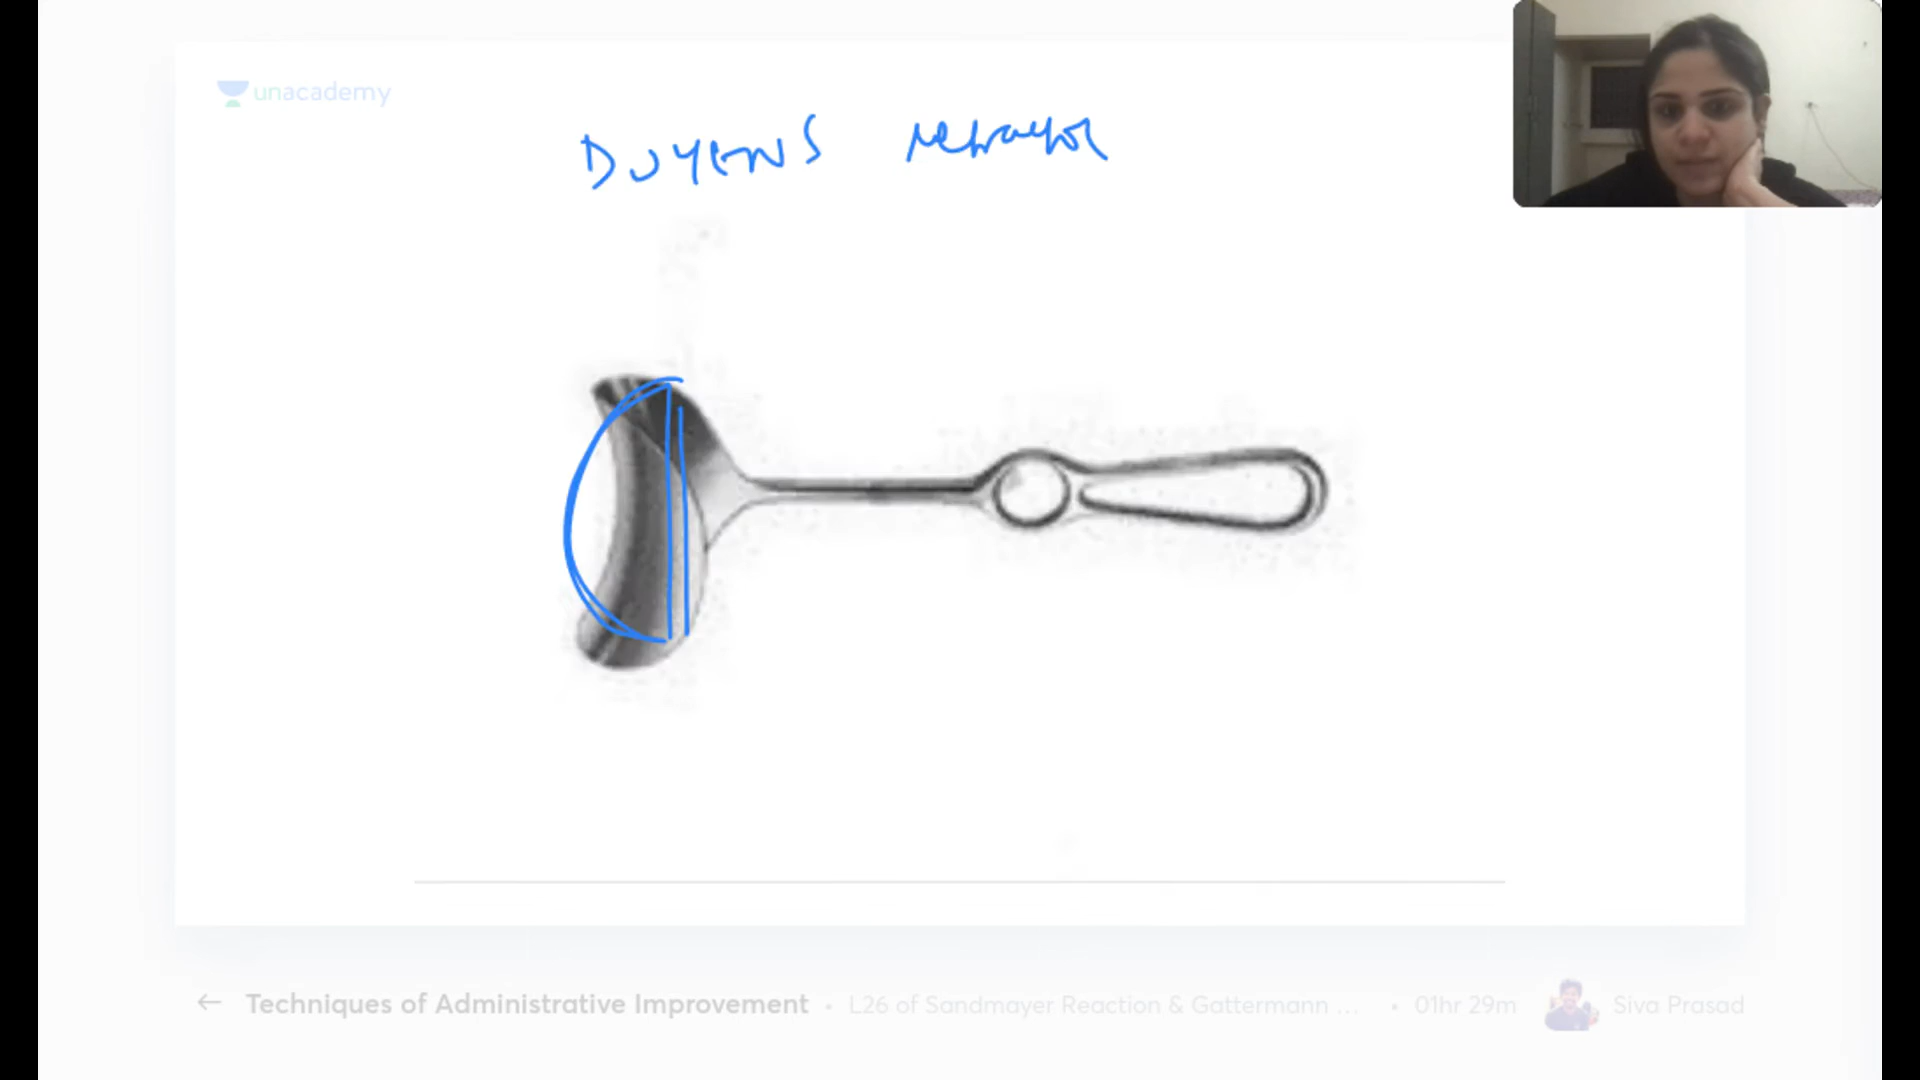 unacademy
DOYENS retractor
Techniques of Administrative Improvement • L26 of Sandmayer Reaction & Gattermann ... • 01hr 29m Siva Prasad